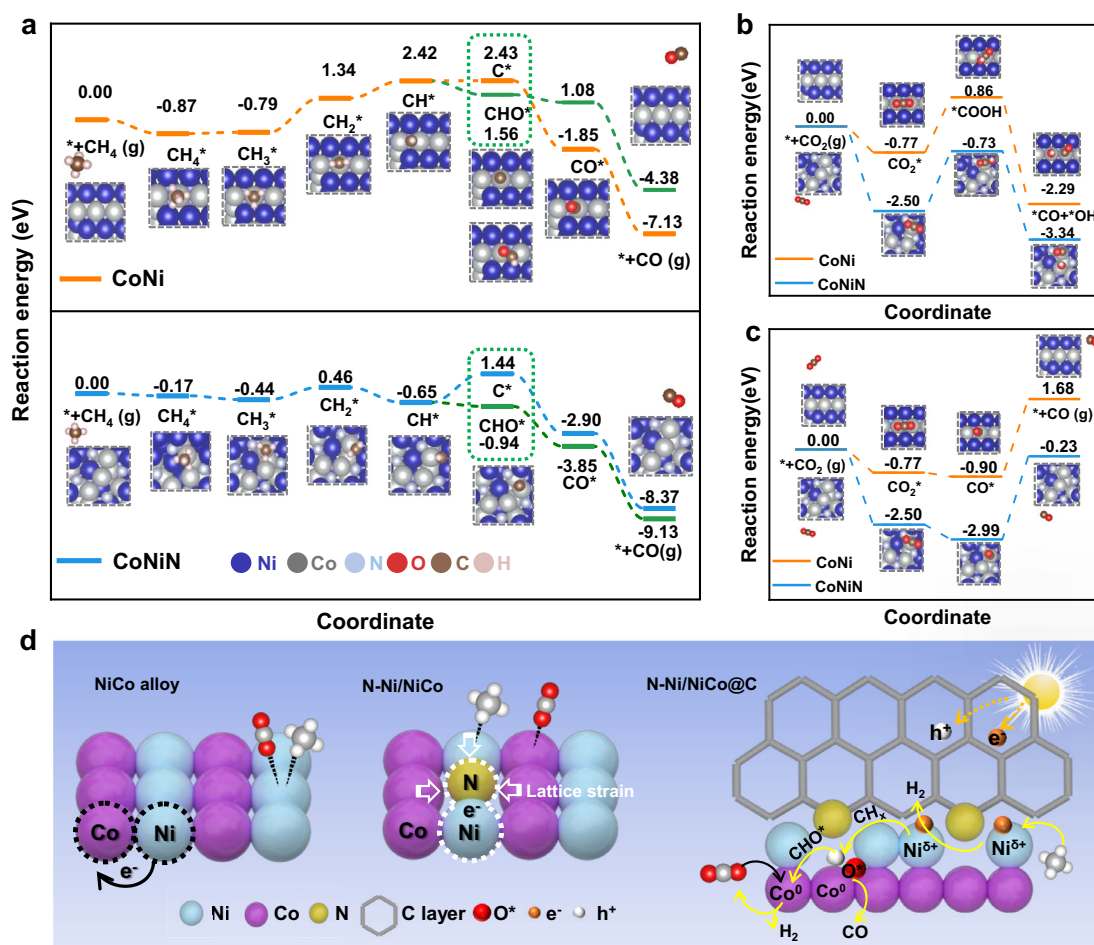 a
Reaction energy (eV)
0.00
-0.87
-0.79
1.34
2.42
2.43
C*
1.08
*+CH₄ (g)
CH₄*
CH₃*
CH₂*
CH*
CHO*
1.56
-1.85
CO*
-4.38
-7.13
*+CO (g)
CoNi
0.00
-0.17
-0.44
0.46
-0.65
1.44
C*
*+CH₄ (g)
CH₄*
CH₃*
CH₂*
CH*
CHO*
-0.94
-2.90
-3.85
CO*
-8.37
-9.13
*+CO(g)
CoNiN
Ni Co N O C H
Coordinate
b
Reaction energy(eV)
0.00
*+CO₂(g)
-0.77
CO₂*
0.86
*COOH
-0.73
-2.50
-2.29
*CO+*OH
-3.34
CoNi
CoNiN
Coordinate
c
Reaction energy(eV)
0.00
*+CO₂ (g)
-0.77
CO₂*
-0.90
CO*
1.68
*+CO (g)
-0.23
-2.50
-2.99
CoNi
CoNiN
Coordinate
d
NiCo alloy
Co Ni
e⁻
N-Ni/NiCo
N
Lattice strain
e⁻
Co Ni
N-Ni/NiCo@C
h⁺ e⁻
H₂
CHₓ
CHO*
Niᵟ⁺ Niᵟ⁺
O*
Co⁰ Co⁰
H₂ CO
Ni Co N C layer O* e⁻ h⁺